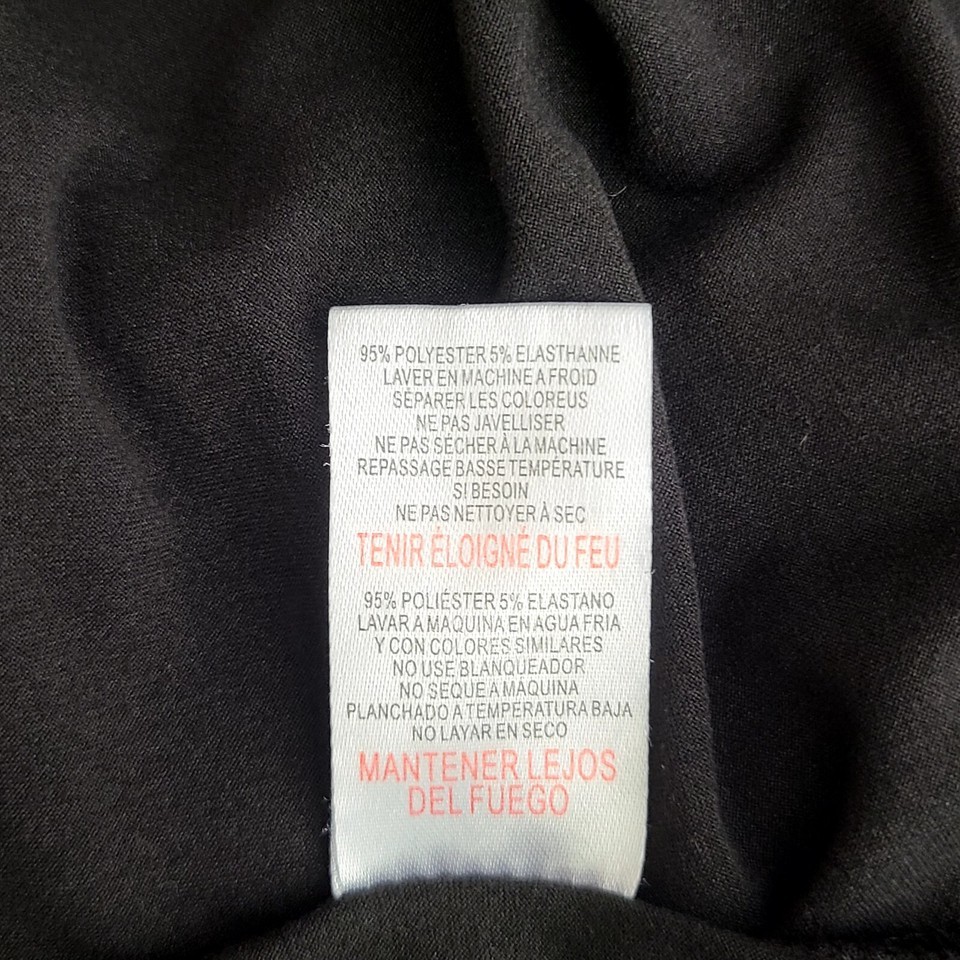 95% POLYESTER 5% ELASTHANNE
LAVER EN MACHINE A FROID
SÉPARER LES COLOREUS
NE PAS JAVELLISER
NE PAS SÉCHER À LA MACHINE
REPASSAGE BASSE TEMPÉRATURE
SI BESOIN
NE PAS NETTOYER À SEC
TENIR ÉLOIGNÉ DU FEU
95% POLIÉSTER 5% ELASTANO
LAVAR A MAQUINA EN AGUA FRIA
Y CON COLORES SIMILARES
NO USE BLANQUEADOR
NO SEQUE A MÁQUINA
PLANCHADO A TEMPERATURA BAJA
NO LAYAR EN SECO
MANTENER LEJOS
DEL FUEGO